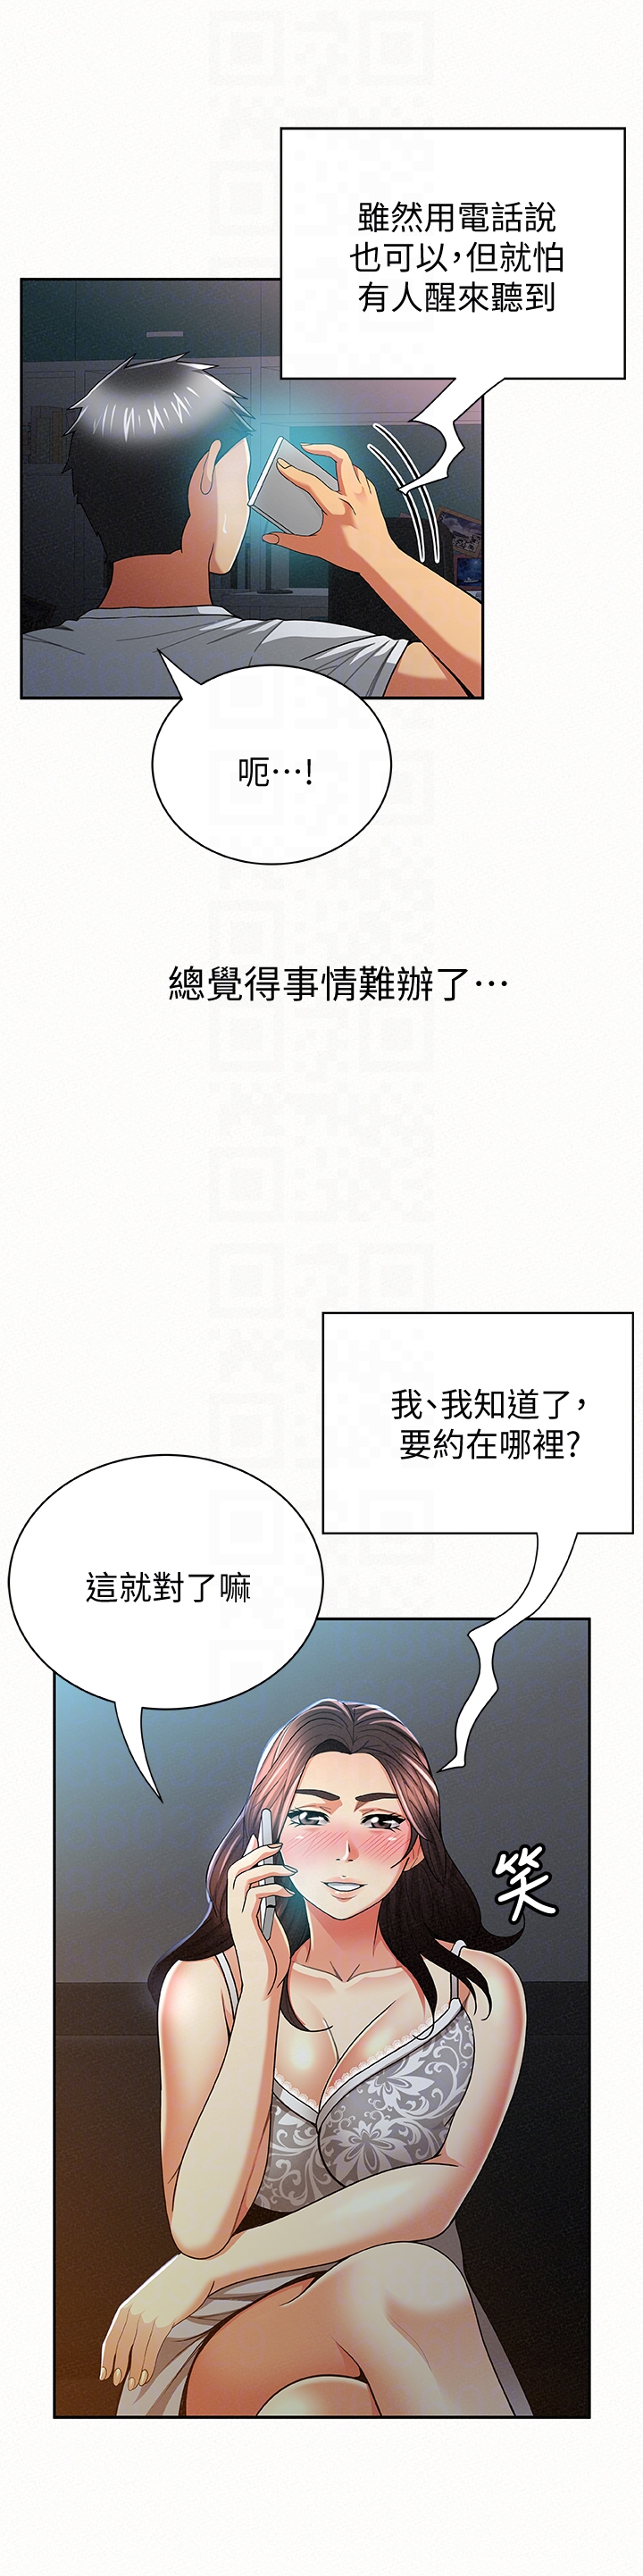 雖然用電話說
也可以,但就怕
有人醒來聽到
呃…!
總覺得事情難辦了…
我、我知道了,
要約在哪裡?
這就對了嘛
笑